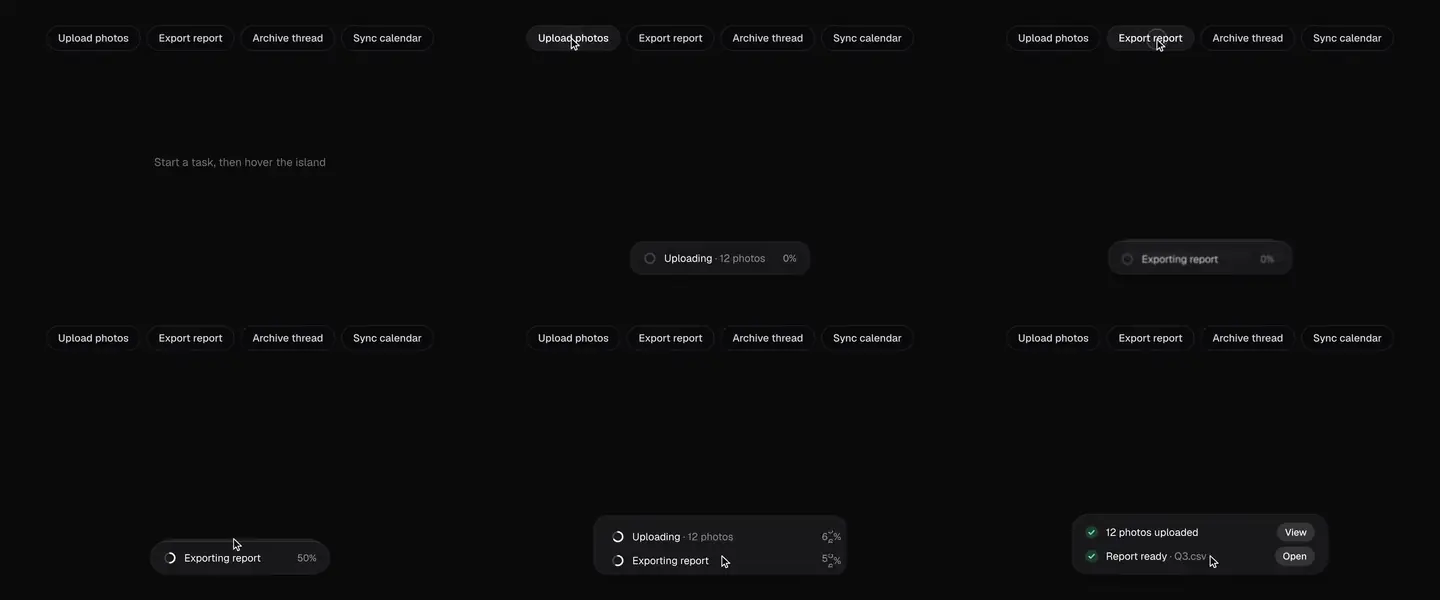 Upload photos Export report Archive thread Sync calendar
Upload photos Export report Archive thread Sync calendar
Upload photos Export report Archive thread Sync calendar
Start a task, then hover the island
Uploading · 12 photos 0%
Exporting report 0%
Upload photos Export report Archive thread Sync calendar
Upload photos Export report Archive thread Sync calendar
Upload photos Export report Archive thread Sync calendar
Exporting report 50%
Uploading · 12 photos
Exporting report
12 photos uploaded View
Report ready · Q3.csv Open